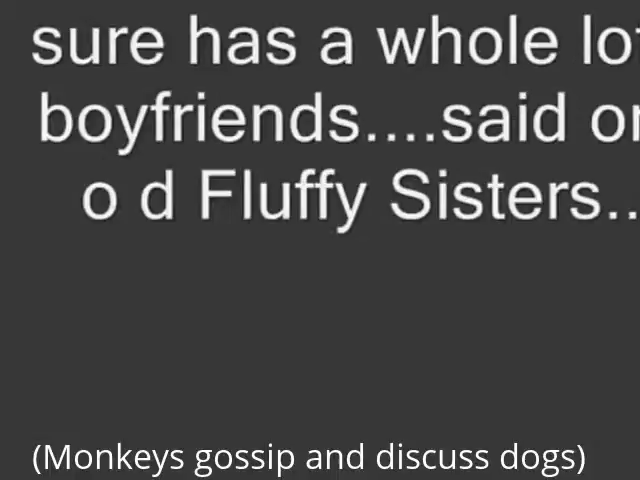 sure has a whole lo
boyfriends....said o
o d Fluffy Sisters..
(Monkeys gossip and discuss dogs)